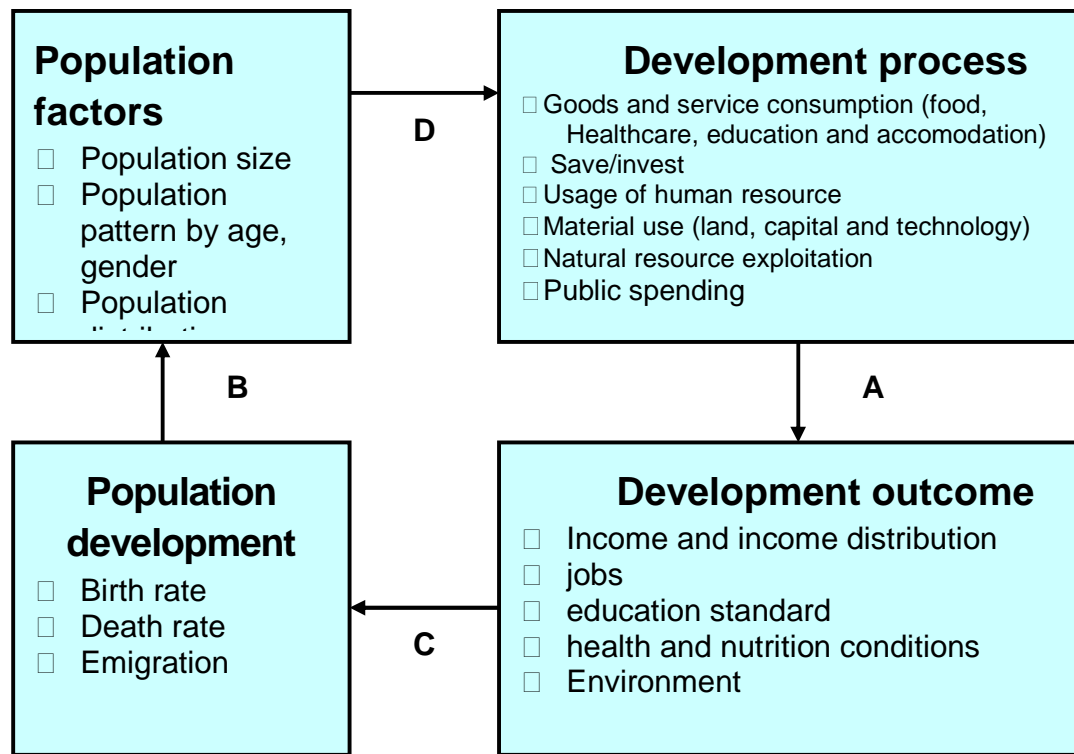 Population
factors
□ Population size
□ Population
pattern by age,
gender
□ Population
D
Development process
□ Goods and service consumption (food,
Healthcare, education and accomodation)
□ Save/invest
□ Usage of human resource
□ Material use (land, capital and technology)
□ Natural resource exploitation
□ Public spending
B
A
Population
development
□ Birth rate
□ Death rate
□ Emigration
C
Development outcome
□ Income and income distribution
□ jobs
□ education standard
□ health and nutrition conditions
□ Environment